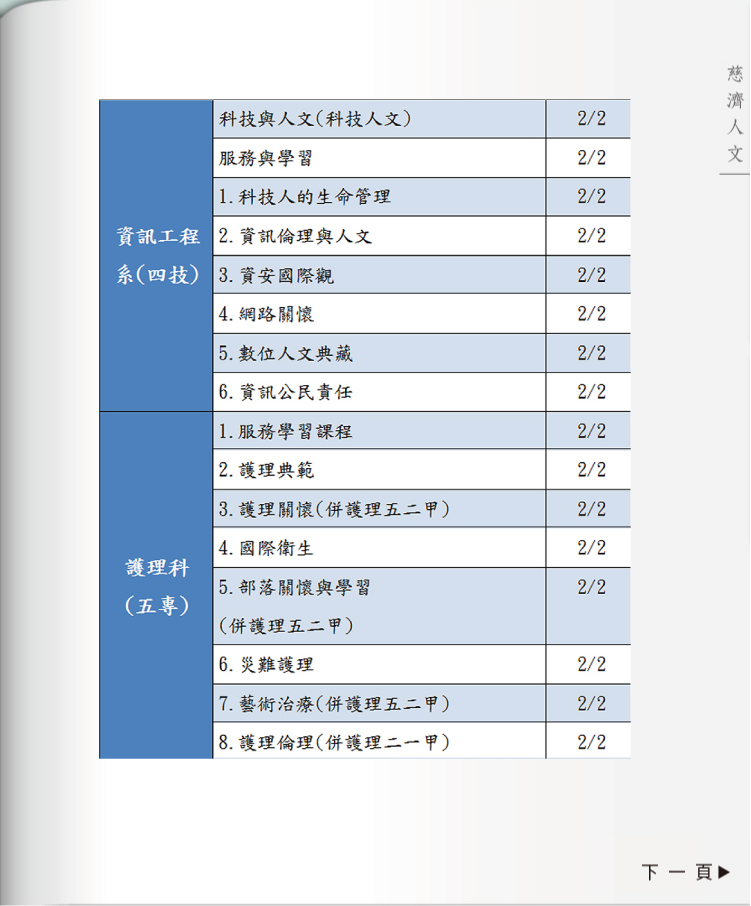 慈濟人文
科技與人文(科技人文) 2/2
服務與學習 2/2
1.科技人的生命管理 2/2
資訊工程 2.資訊倫理與人文 2/2
系(四技) 3.資安國際觀 2/2
4.網路關懷 2/2
5.數位人文典藏 2/2
6.資訊公民責任 2/2
1.服務學習課程 2/2
2.護理典範 2/2
3.護理關懷(併護理五二甲) 2/2
4.國際衛生 2/2
護理科 5.部落關懷與學習 2/2
(五專) (併護理五二甲)
6.災難護理 2/2
7.藝術治療(併護理五二甲) 2/2
8.護理倫理(併護理二一甲) 2/2
下一頁▶